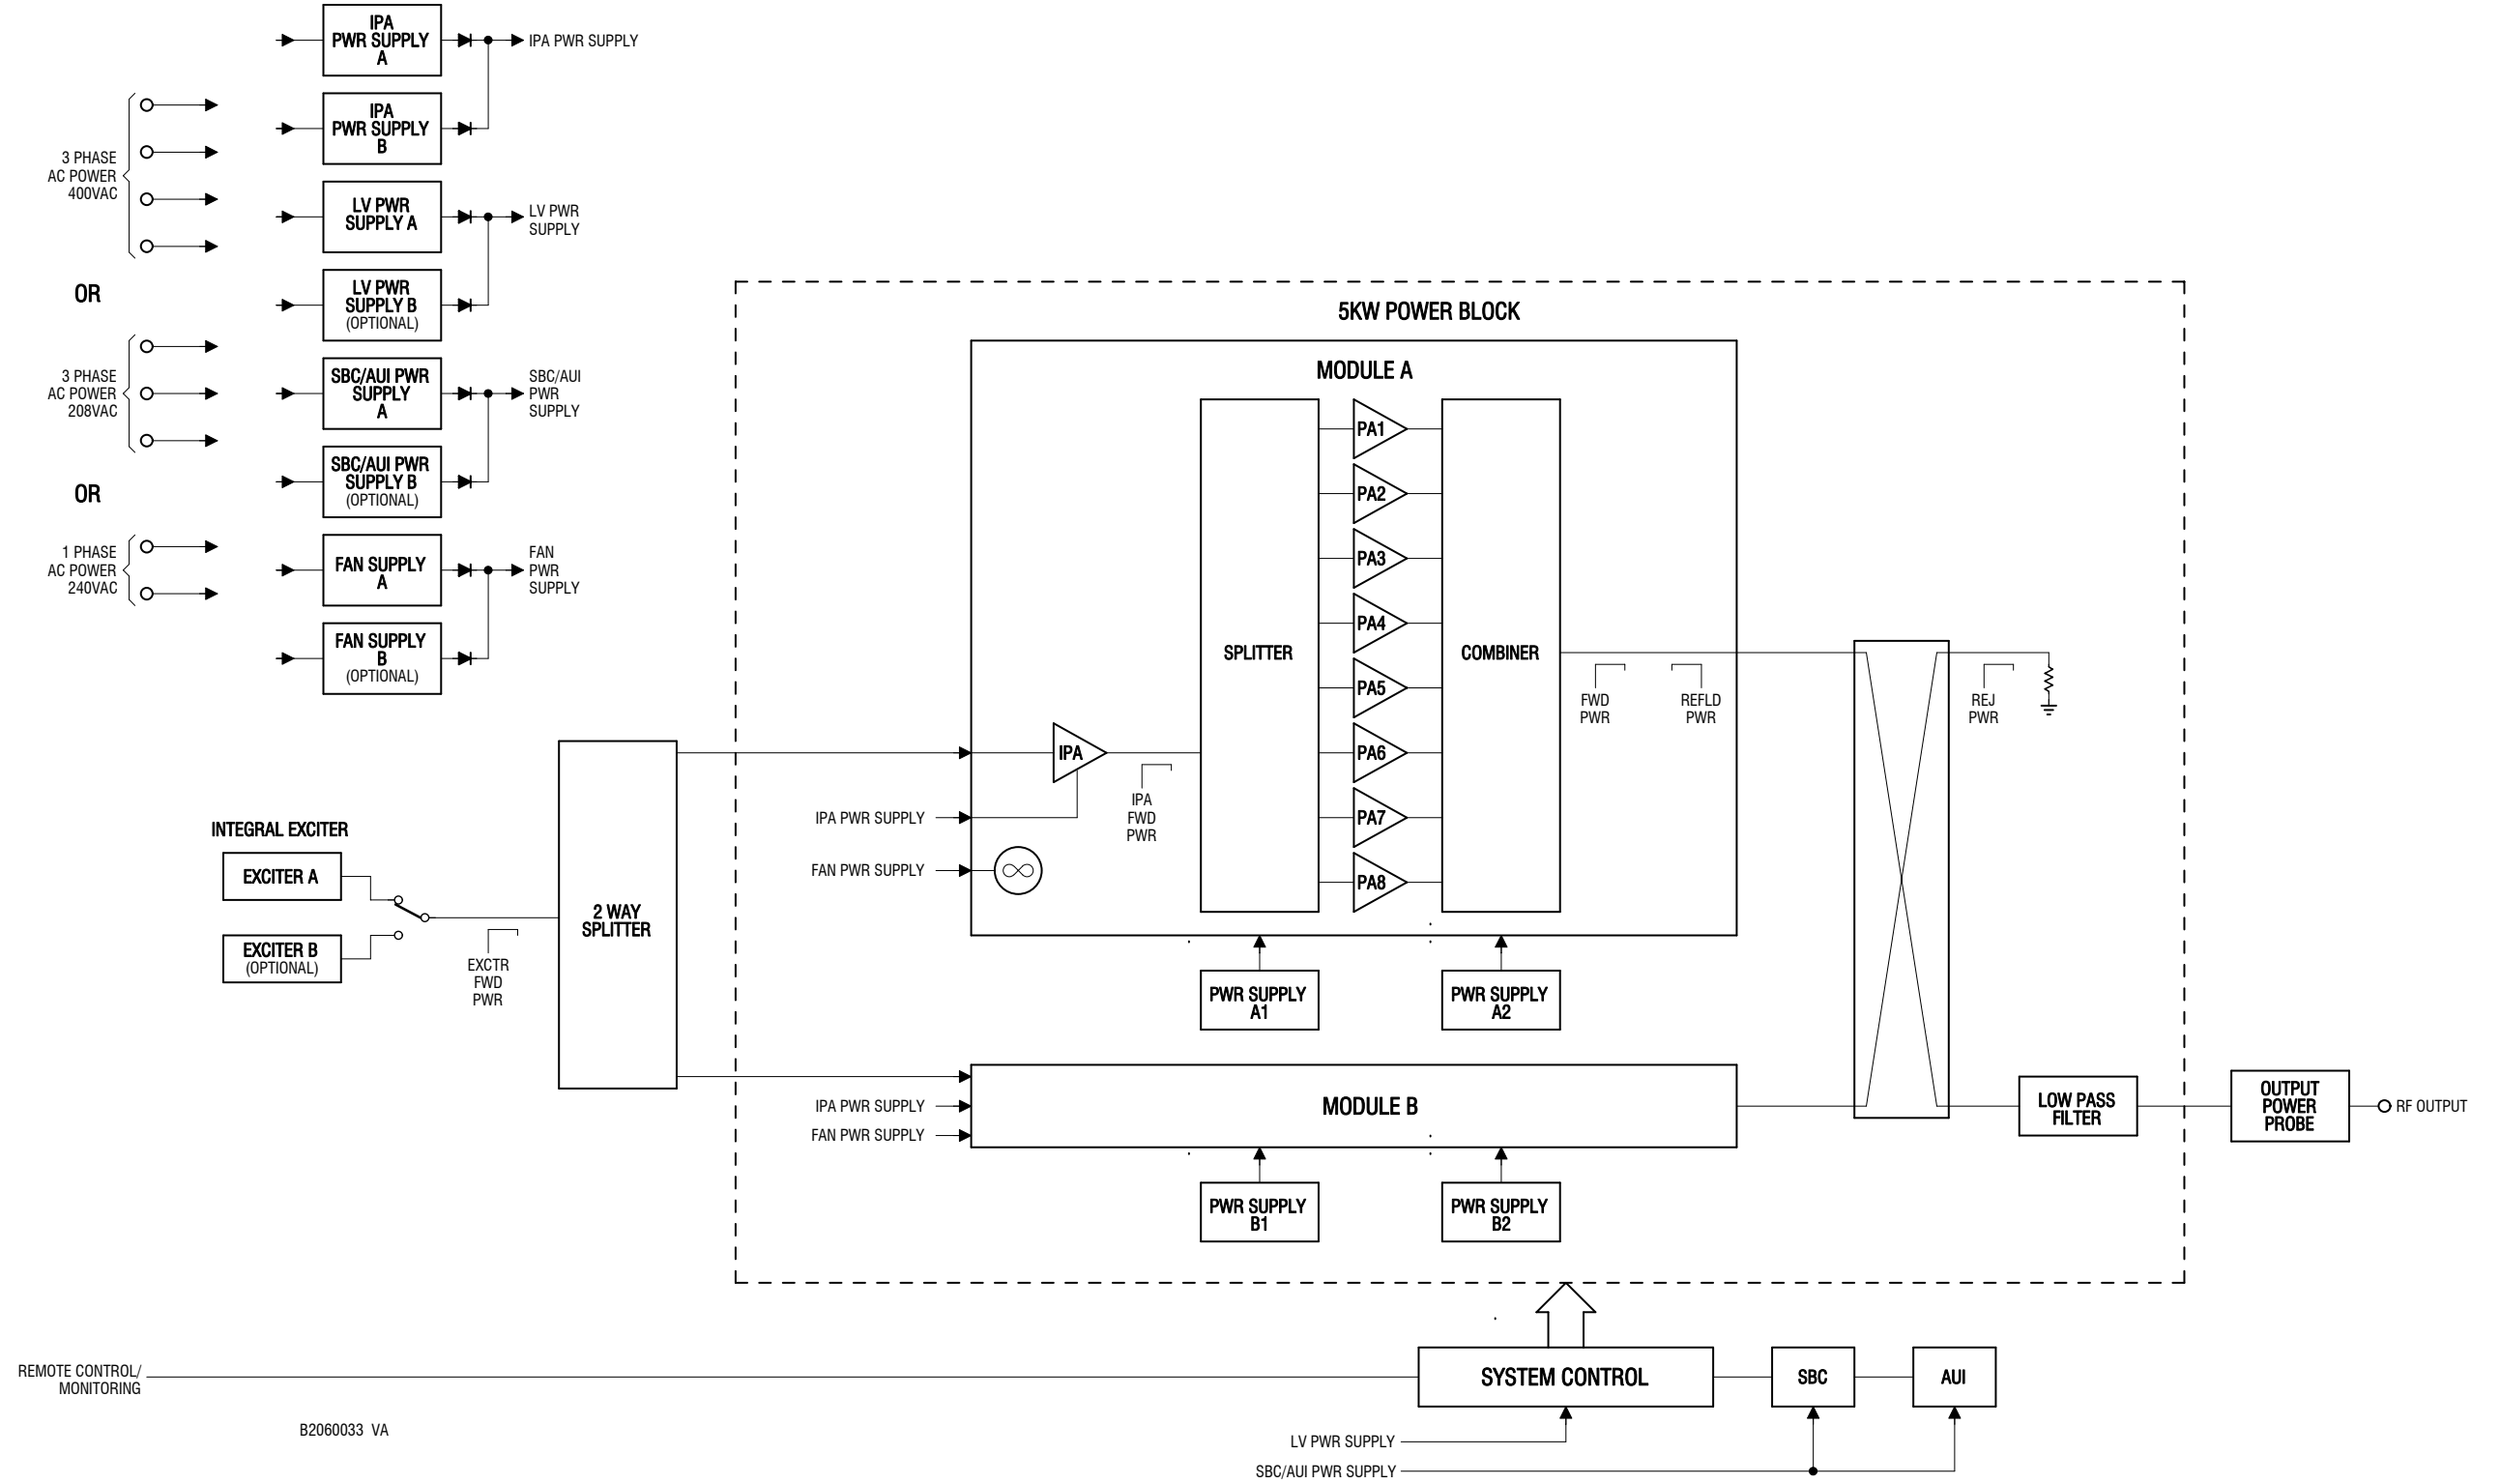 IPA
PWR SUPPLY
A
IPA PWR SUPPLY
IPA
PWR SUPPLY
B
3 PHASE
AC POWER
400VAC
LV PWR
SUPPLY A
LV PWR
SUPPLY
OR
LV PWR
SUPPLY B
(OPTIONAL)
3 PHASE
AC POWER
208VAC
SBC/AUI PWR
SUPPLY
A
SBC/AUI
PWR
SUPPLY
OR
SBC/AUI PWR
SUPPLY B
(OPTIONAL)
1 PHASE
AC POWER
240VAC
FAN SUPPLY
A
FAN
PWR
SUPPLY
FAN SUPPLY
B
(OPTIONAL)
INTEGRAL EXCITER
EXCITER A
EXCITER B
(OPTIONAL)
EXCTR
FWD
PWR
2 WAY
SPLITTER
5KW POWER BLOCK
MODULE A
IPA PWR SUPPLY
FAN PWR SUPPLY
IPA
IPA
FWD
PWR
SPLITTER
PA1
PA2
PA3
PA4
PA5
PA6
PA7
PA8
COMBINER
FWD
PWR
REFLD
PWR
REJ
PWR
PWR SUPPLY
A1
PWR SUPPLY
A2
IPA PWR SUPPLY
FAN PWR SUPPLY
MODULE B
PWR SUPPLY
B1
PWR SUPPLY
B2
LOW PASS
FILTER
OUTPUT
POWER
PROBE
RF OUTPUT
REMOTE CONTROL/
MONITORING
SYSTEM CONTROL
SBC
AUI
LV PWR SUPPLY
SBC/AUI PWR SUPPLY
B2060033 VA